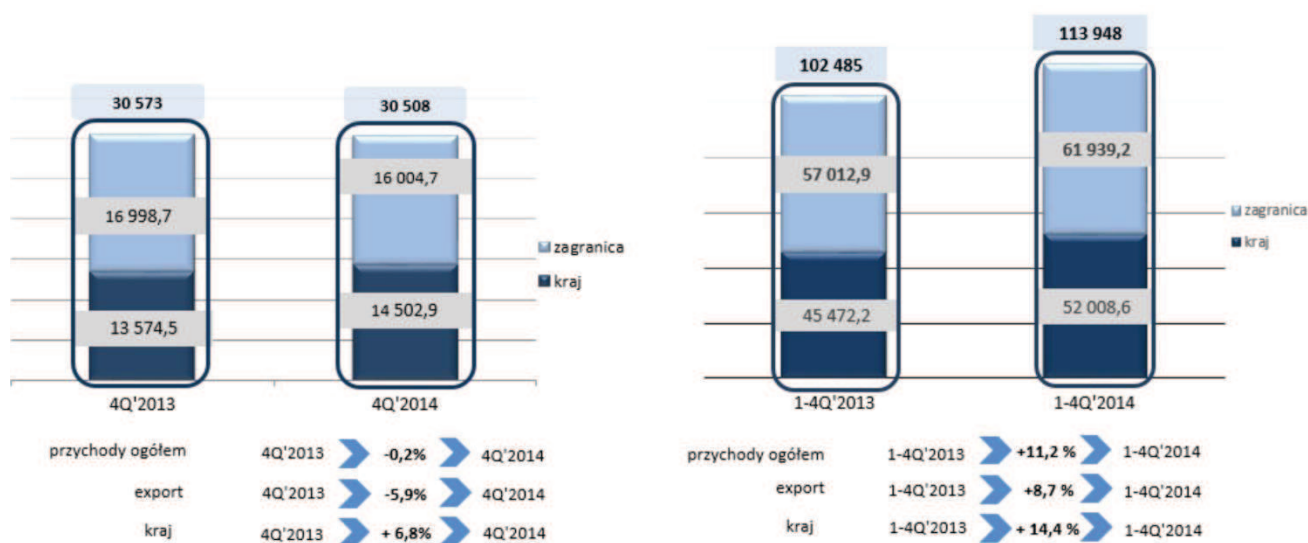 30 573
30 508
16 998,7
16 004,7
13 574,5
14 502,9
zagranica
kraj
4Q'2013
4Q'2014
przychody ogółem 4Q'2013 -0,2% 4Q'2014
export 4Q'2013 -5,9% 4Q'2014
kraj 4Q'2013 + 6,8% 4Q'2014
102 485
113 948
57 012,9
61 939,2
45 472,2
52 008,6
zagranica
kraj
1-4Q'2013
1-4Q'2014
przychody ogółem 1-4Q'2013 +11,2 % 1-4Q'2014
export 1-4Q'2013 +8,7 % 1-4Q'2014
kraj 1-4Q'2013 + 14,4 % 1-4Q'2014